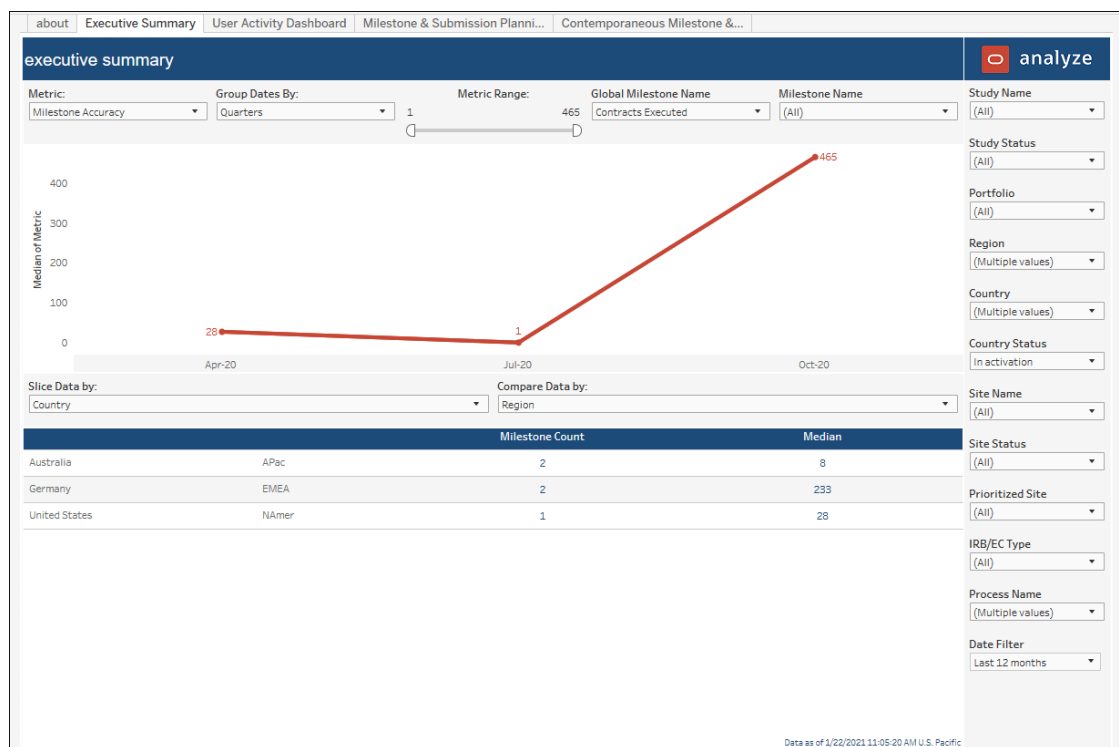 about Executive Summary User Activity Dashboard Milestone & Submission Planni... Contemporaneous Milestone &...
executive summary
analyze
Metric: Group Dates By: Metric Range: Global Milestone Name Milestone Name
Milestone Accuracy Quarters 1 465 Contracts Executed (All)
Study Name
(All)
Study Status
(All)
Portfolio
(All)
Region
(Multiple values)
Country
(Multiple values)
Country Status
In activation
Site Name
(All)
Site Status
(All)
Prioritized Site
(All)
IRB/EC Type
(All)
Process Name
(Multiple values)
Date Filter
Last 12 months
Median of Metric
400
300
200
100
0
28
1
465
Apr-20 Jul-20 Oct-20
Slice Data by: Compare Data by:
Country Region
Milestone Count Median
Australia APac 2 8
Germany EMEA 2 233
United States NAmer 1 28
Data as of 1/22/2021 11:05:20 AM U.S. Pacific